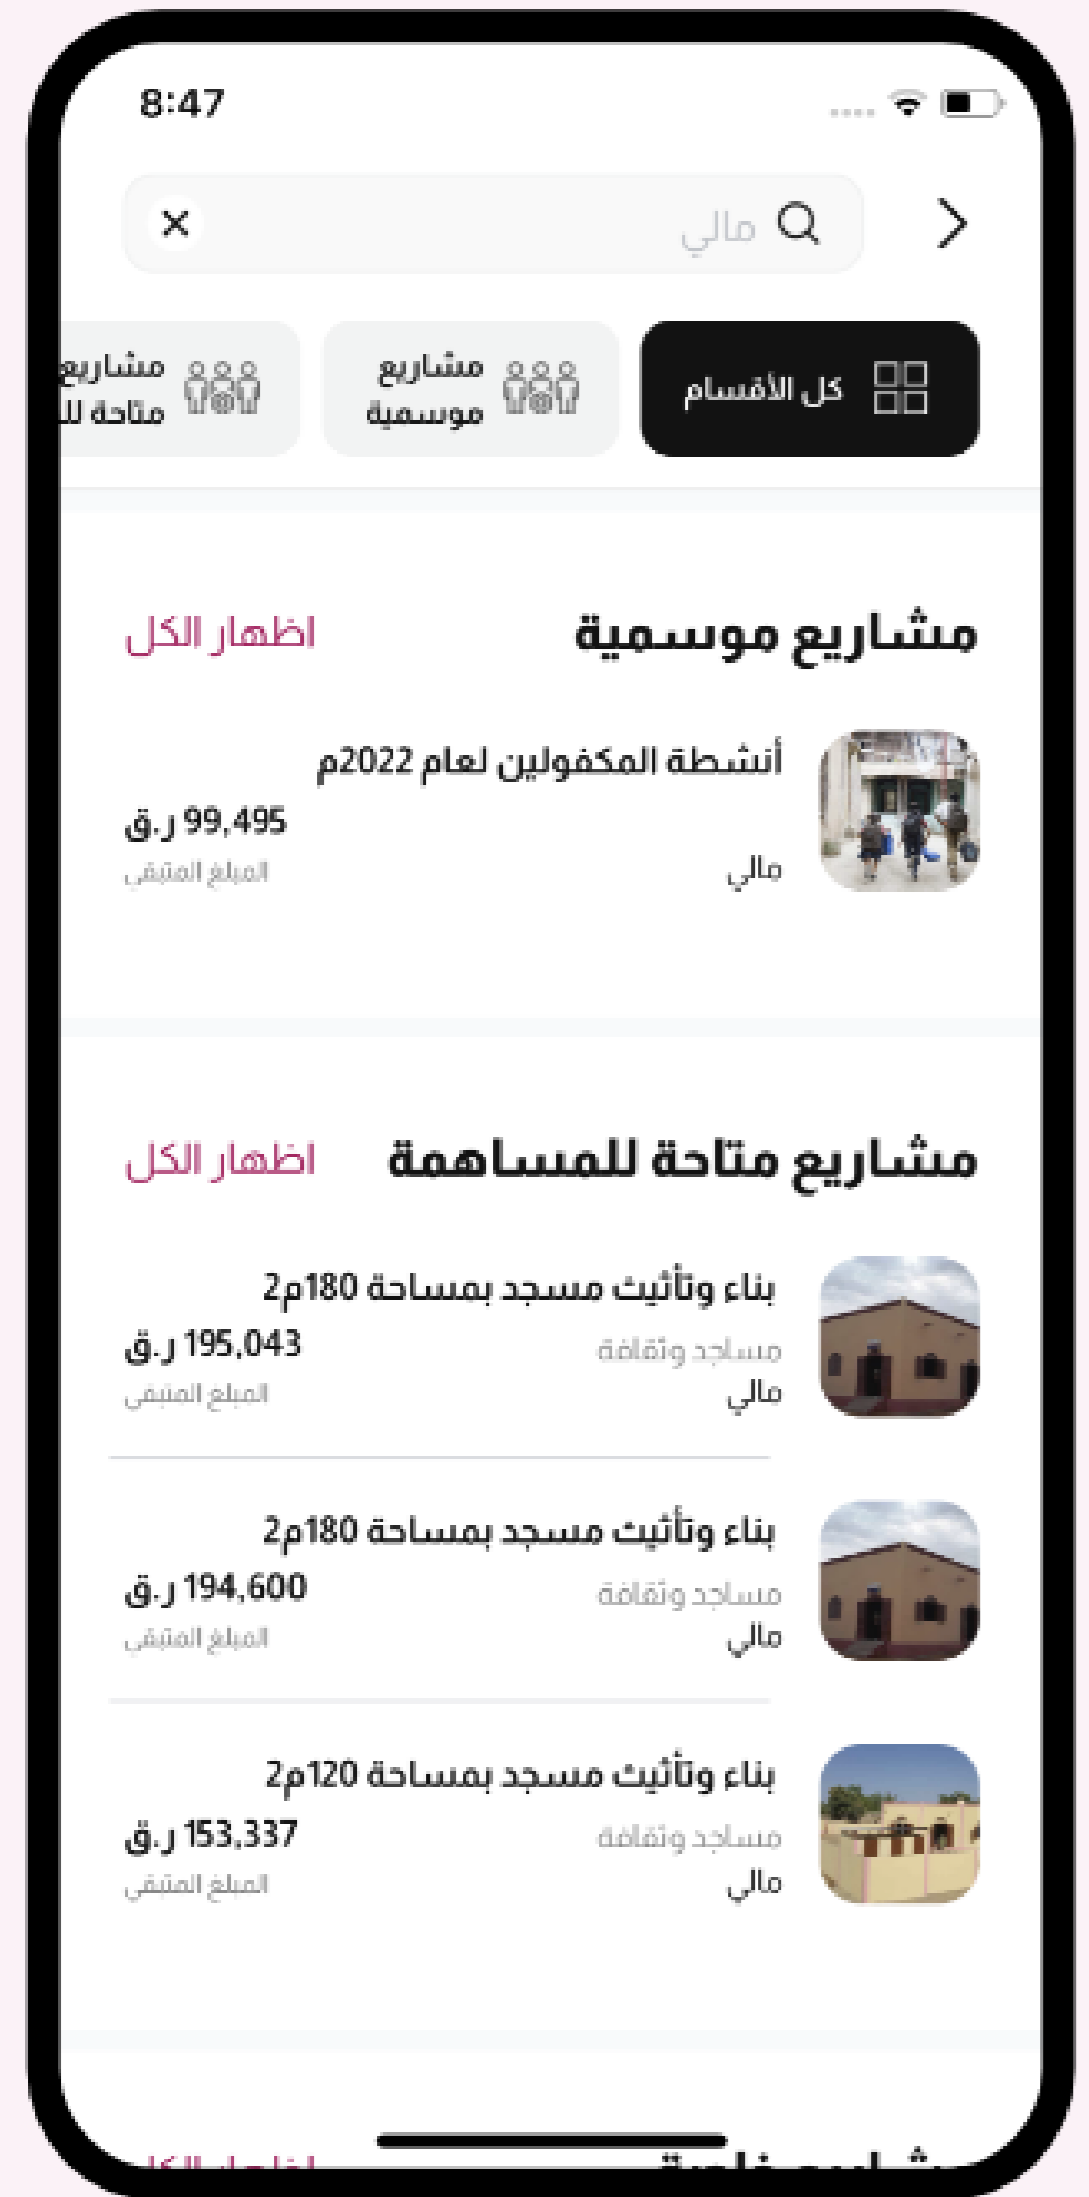 8:47
مالي
كل الأقسام
مشاريع
موسمية
مشاريع
متاحة للـ
مشاريع موسمية
اظهار الكل
أنشطة المكفولين لعام 2022م
99,495 ر.ق
مالي
المبلغ المتبقي
مشاريع متاحة للمساهمة
اظهار الكل
بناء وتأثيث مسجد بمساحة 180م2
195,043 ر.ق
مساجد وثقافة
مالي
المبلغ المتبقي
بناء وتأثيث مسجد بمساحة 180م2
194,600 ر.ق
مساجد وثقافة
مالي
المبلغ المتبقي
بناء وتأثيث مسجد بمساحة 120م2
153,337 ر.ق
مساجد وثقافة
مالي
المبلغ المتبقي
اظهار الكل